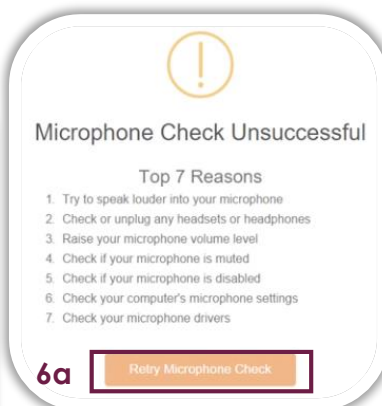 !
Microphone Check Unsuccessful
Top 7 Reasons
1. Try to speak louder into your microphone
2. Check or unplug any headsets or headphones
3. Raise your microphone volume level
4. Check if your microphone is muted
5. Check if your microphone is disabled
6. Check your computer's microphone settings
7. Check your microphone drivers
6a Retry Microphone Check